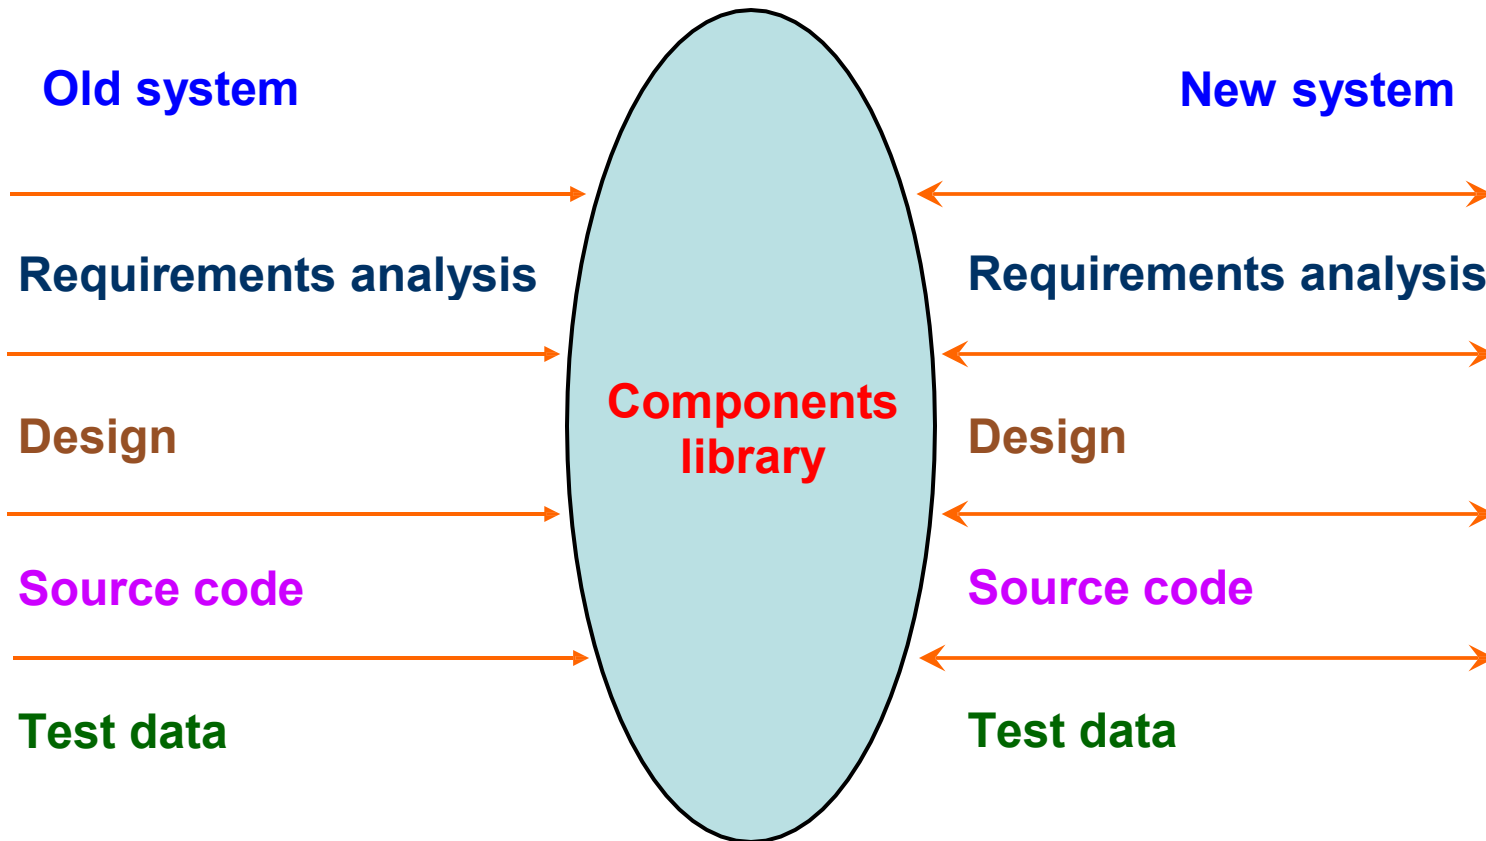 Old system
New system
Requirements analysis
Requirements analysis
Components
library
Design
Design
Source code
Source code
Test data
Test data